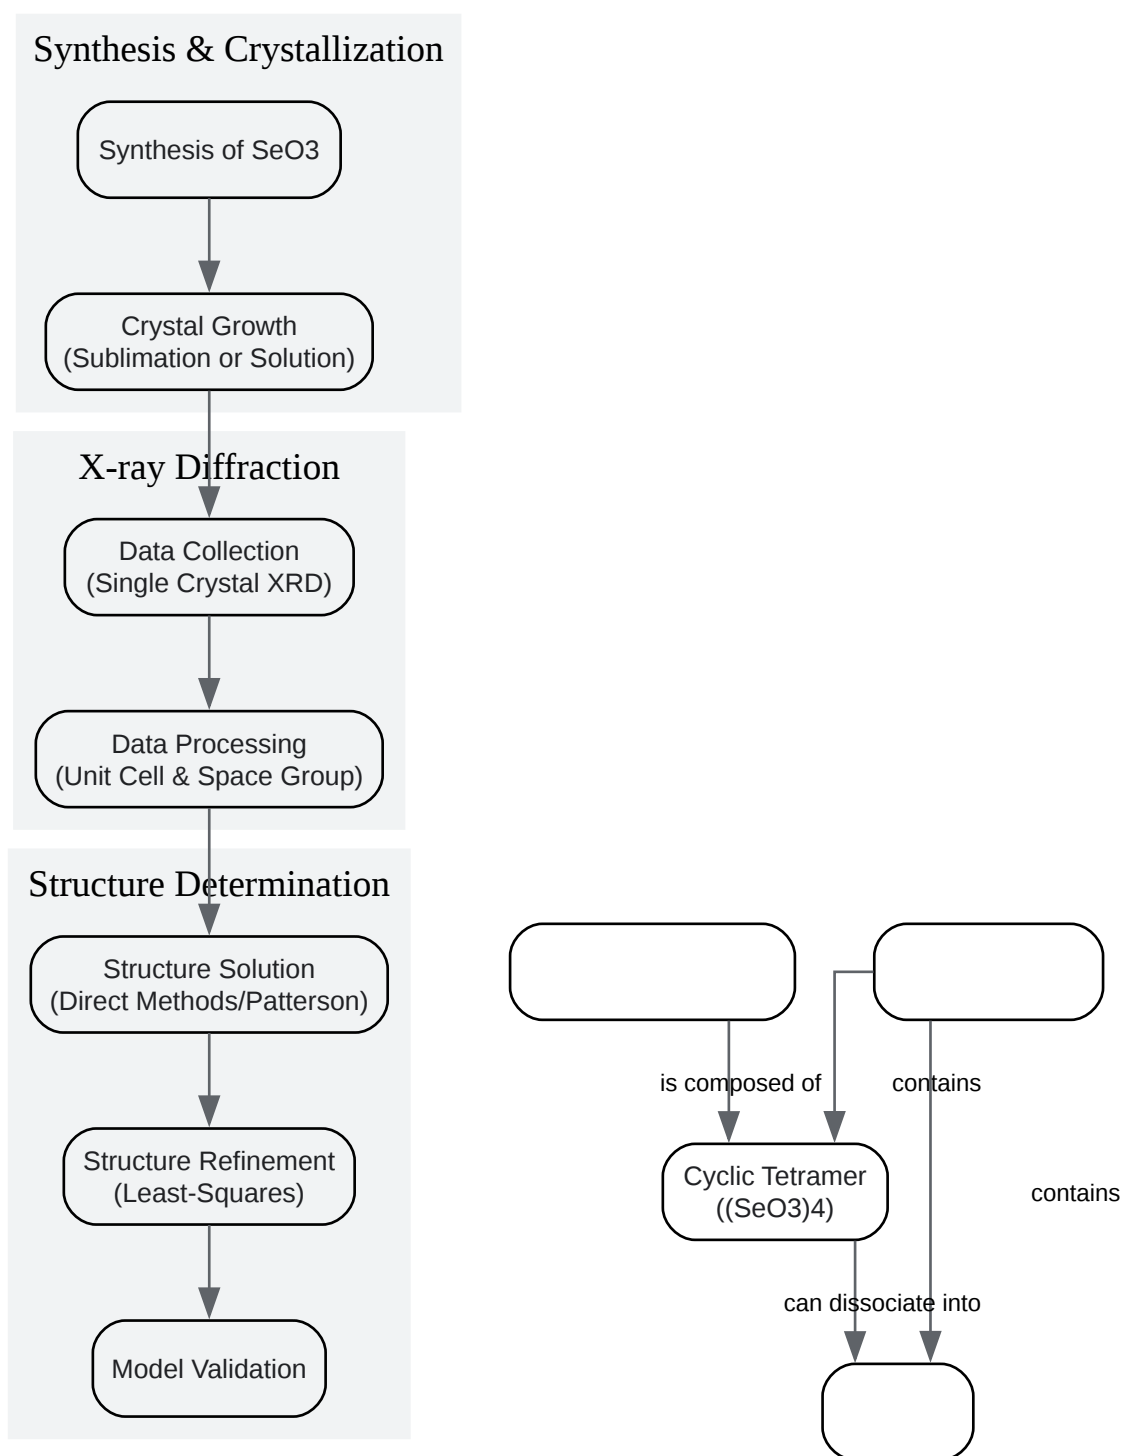 Synthesis & Crystallization
Synthesis of SeO3
Crystal Growth
(Sublimation or Solution)
X-ray Diffraction
Data Collection
(Single Crystal XRD)
Data Processing
(Unit Cell & Space Group)
Structure Determination
Structure Solution
(Direct Methods/Patterson)
Structure Refinement
(Least-Squares)
Model Validation
is composed of
contains
Cyclic Tetramer
((SeO3)4)
contains
can dissociate into